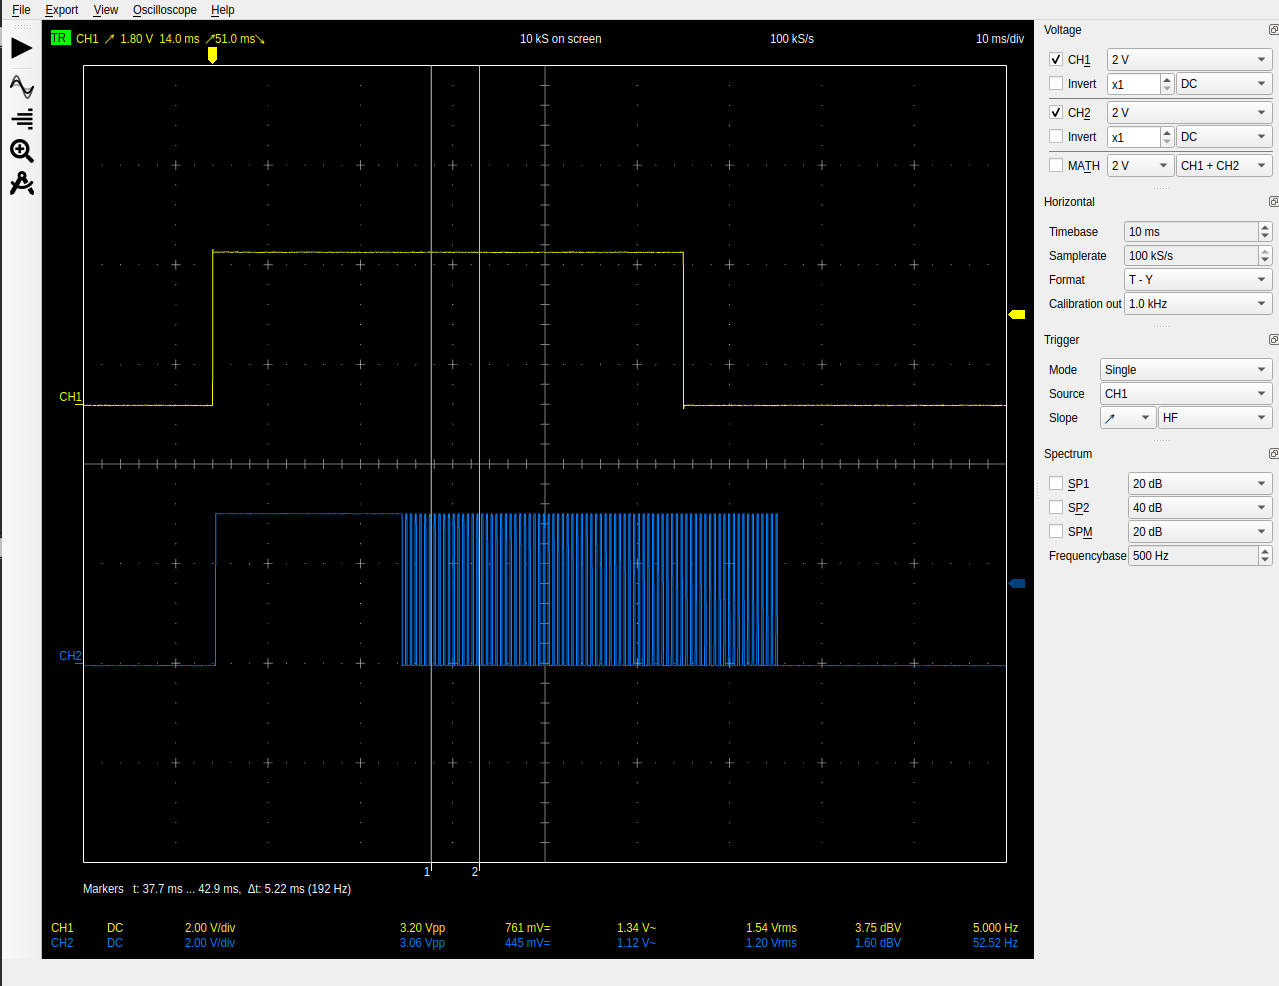 File Export View Oscilloscope Help
TR CH1 1.80 V 14.0 ms 51.0 ms 10 kS on screen 100 kS/s 10 ms/div
CH1
CH2
1 2
Markers t: 37.7 ms ... 42.9 ms, Δt: 5.22 ms (192 Hz)
CH1 DC 2.00 V/div 3.20 Vpp 761 mV= 1.34 V~ 1.54 Vrms 3.75 dBV 5.000 Hz
CH2 DC 2.00 V/div 3.06 Vpp 445 mV= 1.12 V~ 1.20 Vrms 1.60 dBV 52.52 Hz
Voltage
CH1 2 V
Invert x1 DC
CH2 2 V
Invert x1 DC
MATH 2 V CH1 + CH2
Horizontal
Timebase 10 ms
Samplerate 100 kS/s
Format T - Y
Calibration out 1.0 kHz
Trigger
Mode Single
Source CH1
Slope HF
Spectrum
SP1 20 dB
SP2 40 dB
SPM 20 dB
Frequencybase 500 Hz